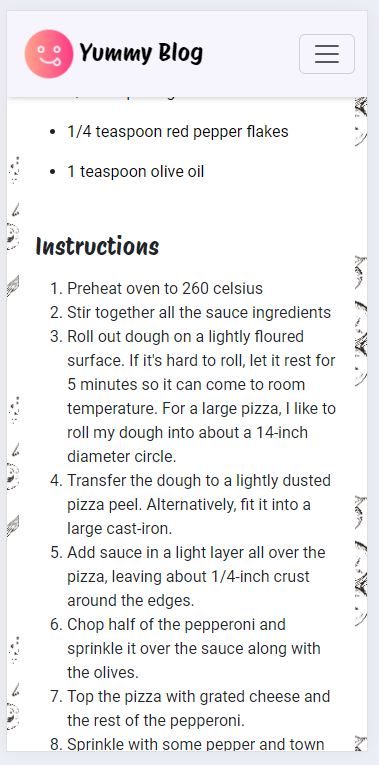 Yummy Blog
1/4 teaspoon red pepper flakes
1 teaspoon olive oil
Instructions
1. Preheat oven to 260 celsius
2. Stir together all the sauce ingredients
3. Roll out dough on a lightly floured
surface. If it's hard to roll, let it rest for
5 minutes so it can come to room
temperature. For a large pizza, I like to
roll my dough into about a 14-inch
diameter circle.
4. Transfer the dough to a lightly dusted
pizza peel. Alternatively, fit it into a
large cast-iron.
5. Add sauce in a light layer all over the
pizza, leaving about 1/4-inch crust
around the edges.
6. Chop half of the pepperoni and
sprinkle it over the sauce along with
the olives.
7. Top the pizza with grated cheese and
the rest of the pepperoni.
8. Sprinkle with some pepper and town